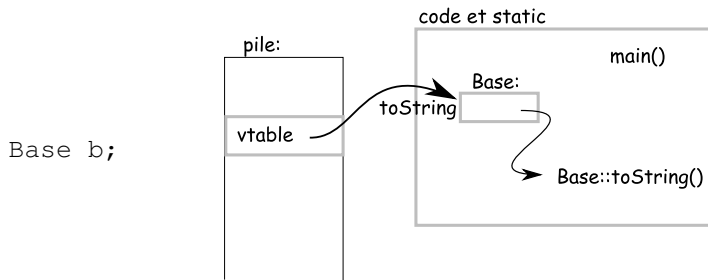 code et static
pile:
main()
Base:
toString
vtable
Base b;
Base::toString()